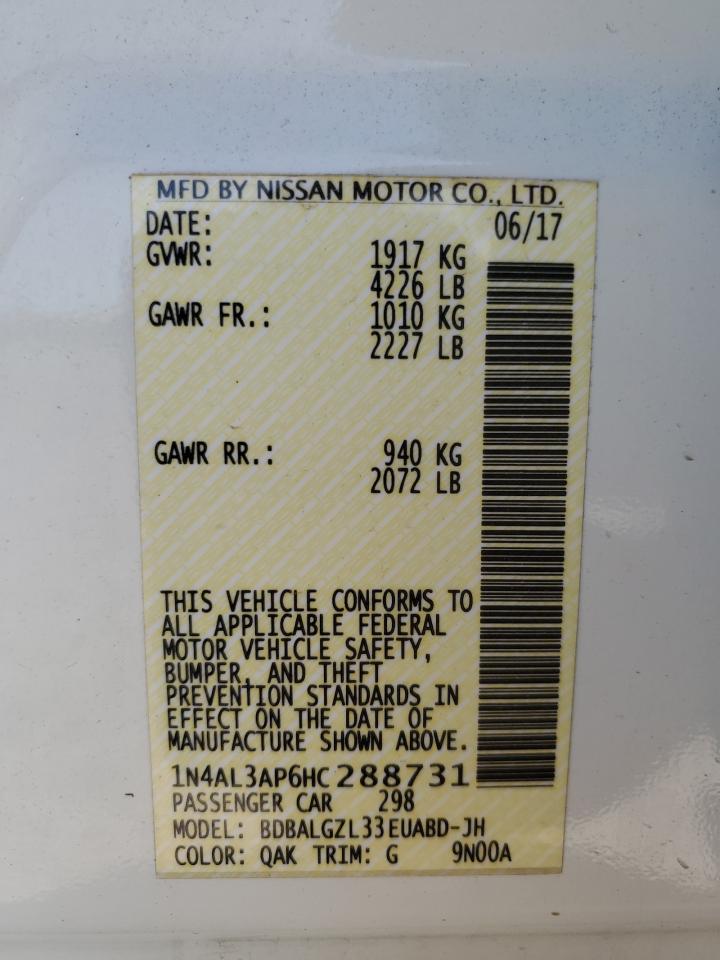 MFD BY NISSAN MOTOR CO., LTD.
DATE: 06/17
GVWR: 1917 KG
4226 LB
GAWR FR.: 1010 KG
2227 LB
GAWR RR.: 940 KG
2072 LB
THIS VEHICLE CONFORMS TO
ALL APPLICABLE FEDERAL
MOTOR VEHICLE SAFETY,
BUMPER, AND THEFT
PREVENTION STANDARDS IN
EFFECT ON THE DATE OF
MANUFACTURE SHOWN ABOVE.
1N4AL3AP6HC288731
PASSENGER CAR 298
MODEL: BDBALGZL33EUABD-JH
COLOR: QAK TRIM: G 9N00A